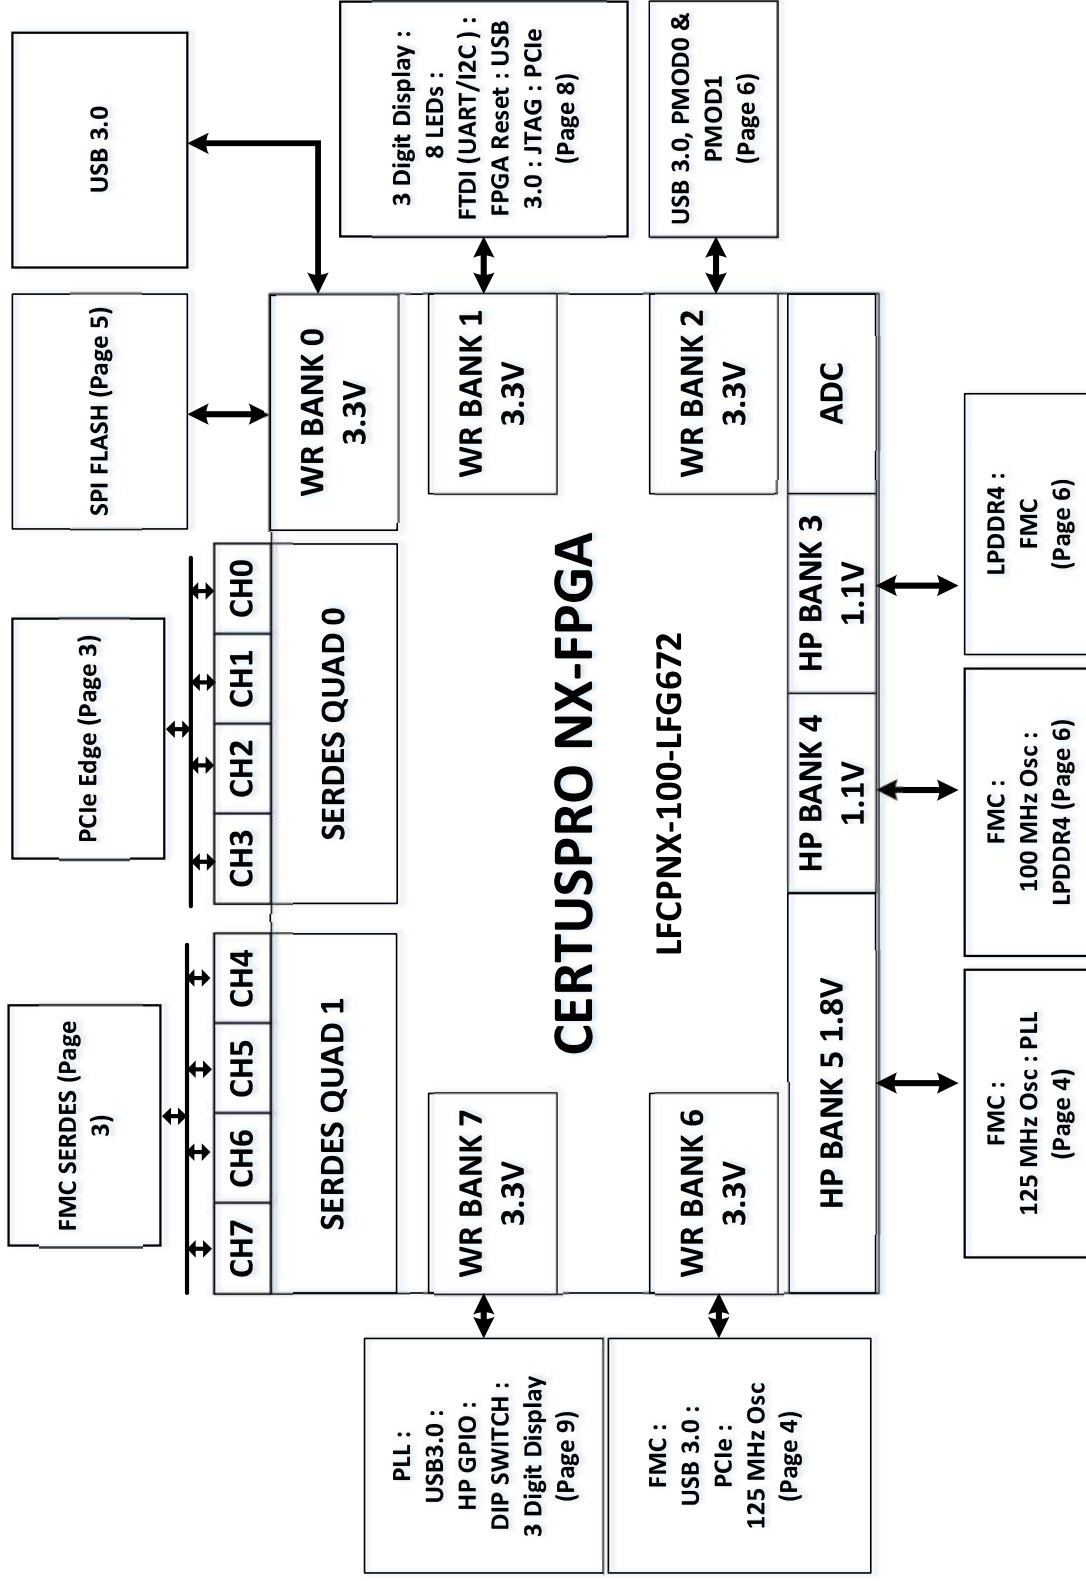 FMC SERDES (Page
3)
PCIe Edge (Page 3)
SPI FLASH (Page 5)
USB 3.0
CH7
CH6
CH5
CH4
CH3
CH2
CH1
CH0
SERDES QUAD 1
SERDES QUAD 0
WR BANK 0
3.3V
PLL :
USB3.0 :
HP GPIO :
DIP SWITCH :
3 Digit Display
(Page 9)
WR BANK 7
3.3V
WR BANK 1
3.3V
3 Digit Display :
8 LEDs :
FTDI (UART/I2C ) :
FPGA Reset : USB
3.0 : JTAG : PCIe
(Page 8)
CERTUSPRO NX-FPGA
LFCPNX-100-LFG672
FMC :
USB 3.0 :
PCIe :
125 MHz Osc
(Page 4)
WR BANK 6
3.3V
WR BANK 2
3.3V
USB 3.0, PMOD0 &
PMOD1
(Page 6)
HP BANK 5 1.8V
HP BANK 4
1.1V
HP BANK 3
1.1V
ADC
FMC :
125 MHz Osc : PLL
(Page 4)
FMC :
100 MHz Osc :
LPDDR4 (Page 6)
LPDDR4 :
FMC
(Page 6)